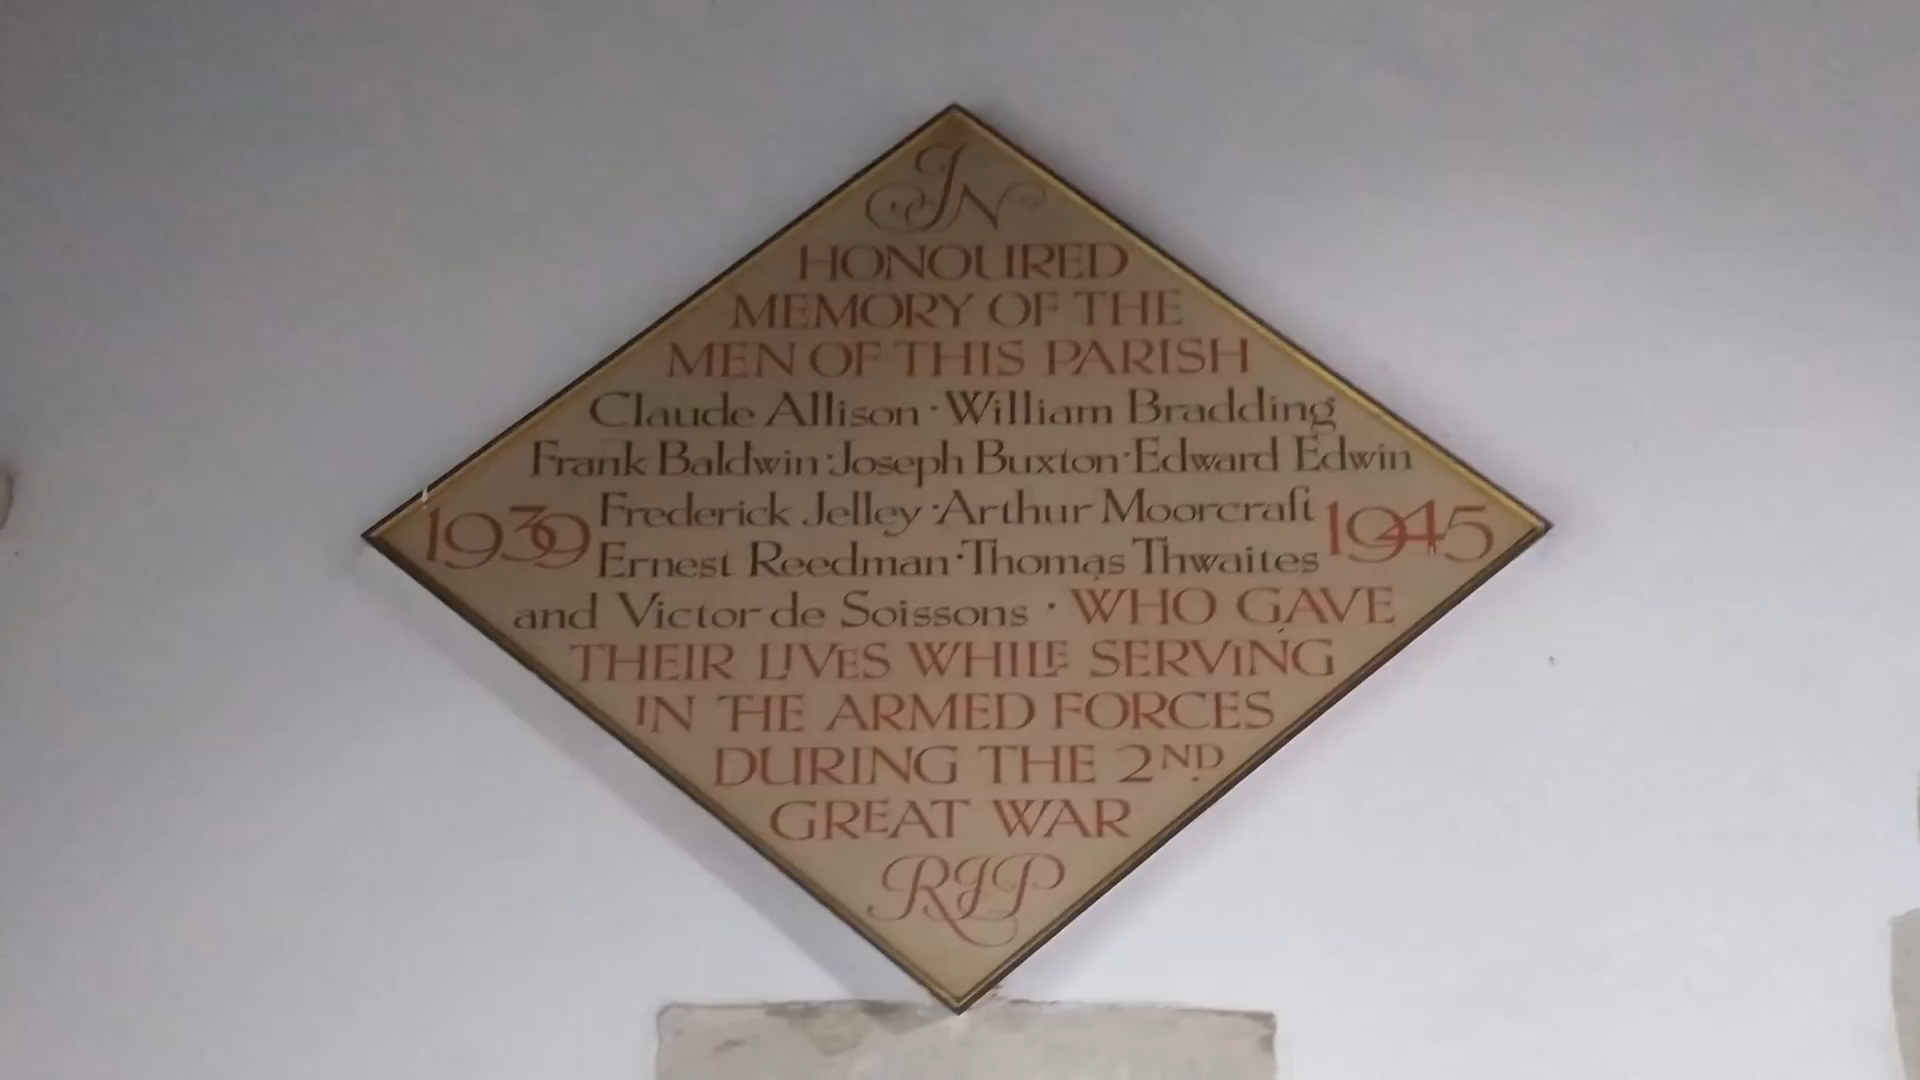 IN
HONOURED
MEMORY OF THE
MEN OF THIS PARISH
Claude Allison · William Bradding
Frank Baldwin · Joseph Buxton · Edward Edwin
1939 Frederick Jelley · Arthur Moorcraft 1945
Ernest Reedman · Thomas Thwaites
and Victor de Soissons · WHO GAVE
THEIR LIVES WHILE SERVING
IN THE ARMED FORCES
DURING THE 2ND
GREAT WAR
RIP